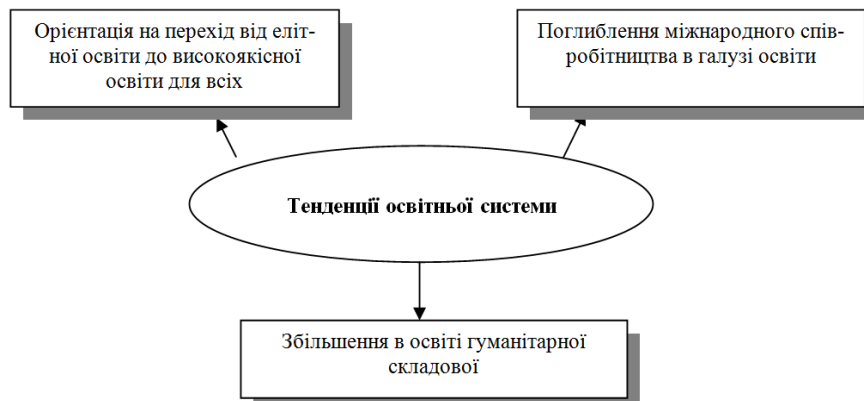 Орієнтація на перехід від еліт-
ної освіти до високоякісної
освіти для всіх
Поглиблення міжнародного спів-
робітництва в галузі освіти
Тенденції освітньої системи
Збільшення в освіті гуманітарної
складової